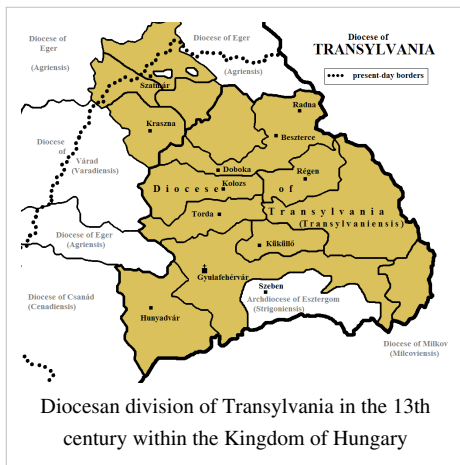 Diocese of
Eger
(Agriensis)
Diocese of Eger
(Agriensis)
Diocese of
TRANSYLVANIA
present-day borders
Szatmár
Radna
Kraszna
Beszterce
Diocese
of
Várad
(Varadiensis)
Doboka
Kolozs
Régen
Diocese of
Transylvania
(Transylvaniensis)
Torda
Diocese of Eger
(Agriensis)
Küküllő
Gyulafehérvár
Szeben
Archdiocese of Esztergom
(Strigoniensis)
Diocese of Csanád
(Cenadiensis)
Hunyadvár
Diocese of Milkov
(Milcoviensis)
Diocesan division of Transylvania in the 13th
century within the Kingdom of Hungary